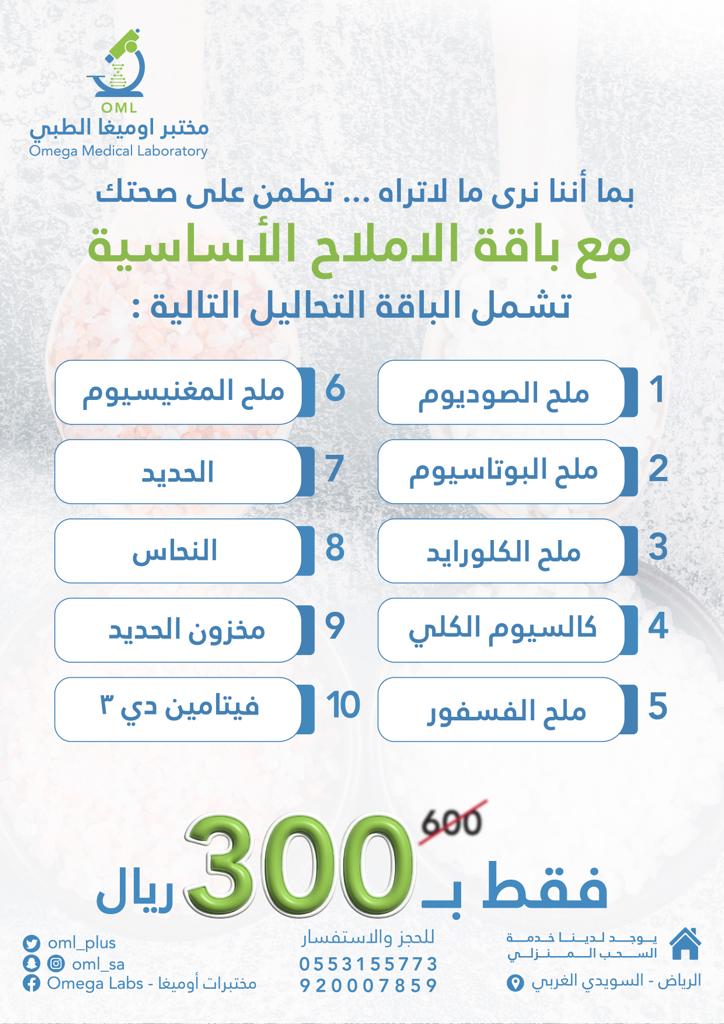 OML
مختبر اوميغا الطبي
Omega Medical Laboratory
بما أننا نرى ما لاتراه ... تطمن على صحتك
مع باقة الاملاح الأساسية
تشمل الباقة التحاليل التالية :
1 ملح الصوديوم
2 ملح البوتاسيوم
3 ملح الكلورايد
4 كالسيوم الكلي
5 ملح الفسفور
6 ملح المغنيسيوم
7 الحديد
8 النحاس
9 مخزون الحديد
10 فيتامين دي ٣
600
فقط بـ 300 ريال
يوجد لدينا خدمة
السحب المنزلي
الرياض - السويدي الغربي
للحجز والاستفسار
0553155773
920007859
oml_plus
oml_sa
Omega Labs - مختبرات أوميغا